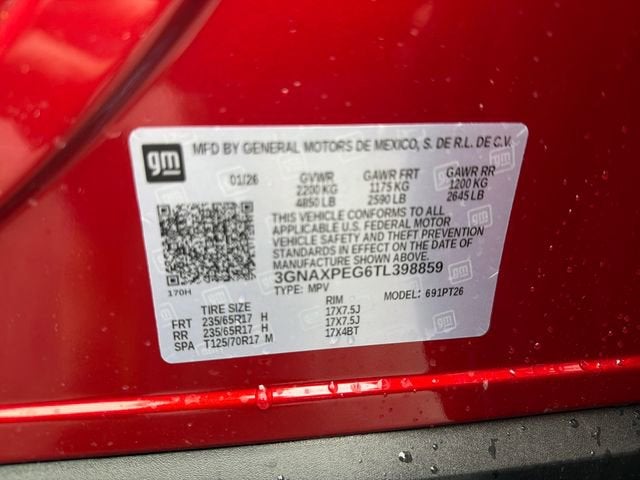 gm
MFD BY GENERAL MOTORS DE MEXICO, S. DE R.L. DE C.V.
01/26 GVWR GAWR FRT GAWR RR
2200 KG 1175 KG 1200 KG
4850 LB 2590 LB 2645 LB
THIS VEHICLE CONFORMS TO ALL
APPLICABLE U.S. FEDERAL MOTOR
VEHICLE SAFETY AND THEFT PREVENTION
STANDARDS IN EFFECT ON THE DATE OF
MANUFACTURE SHOWN ABOVE.
3GNAXPEG6TL398859
170H
TYPE: MPV MODEL: 691PT26
TIRE SIZE RIM
FRT 235/65R17 H 17X7.5J
RR 235/65R17 H 17X7.5J
SPA T125/70R17 M 17X4BT